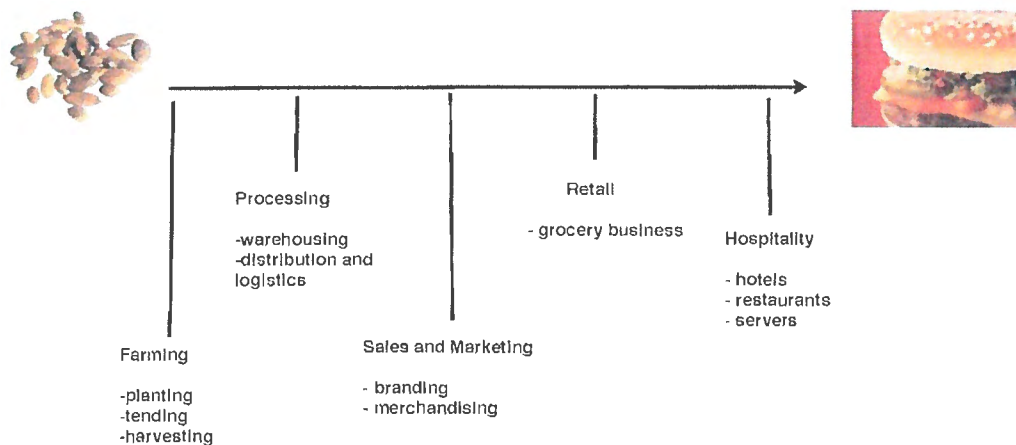 Farming
-planting
-tending
-harvesting
Processing
-warehousing
-distribution and
logistics
Sales and Marketing
- branding
- merchandising
Retail
- grocery business
Hospitality
- hotels
- restaurants
- servers